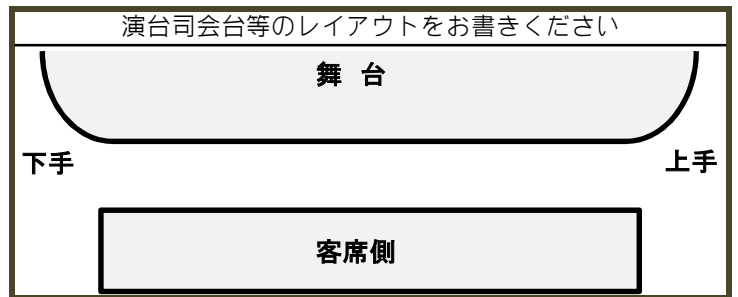 演台司会台等のレイアウトをお書きください
舞 台
下手
上手
客席側